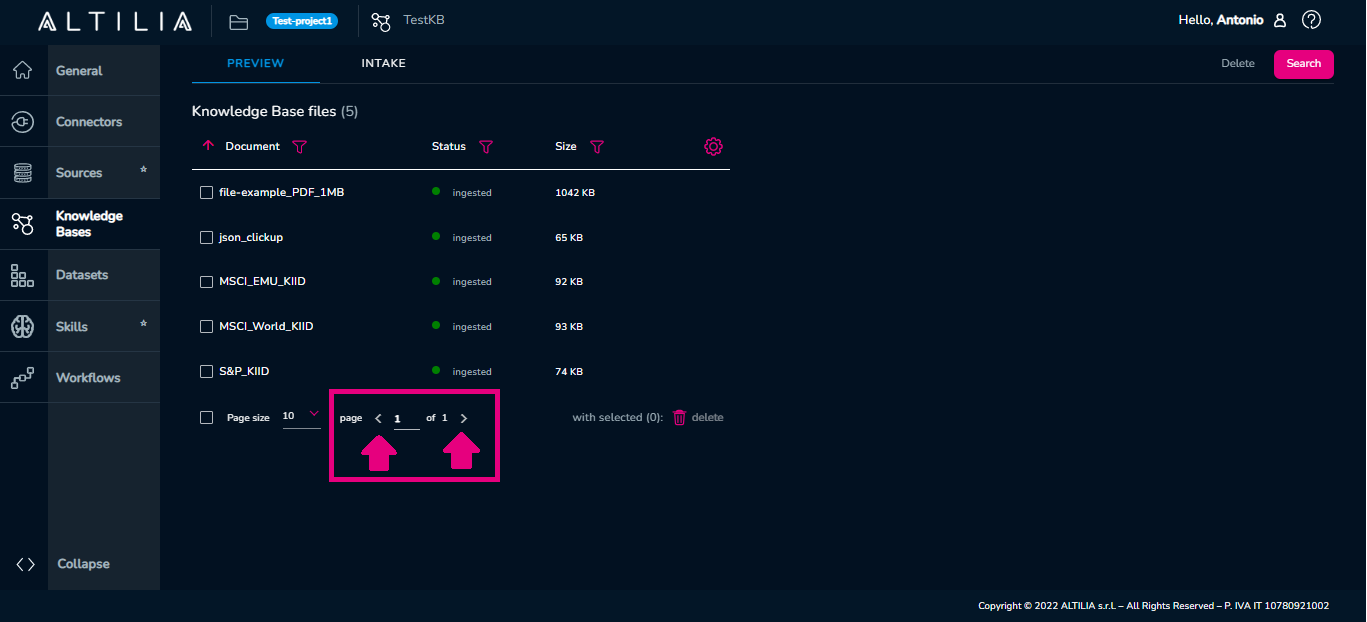 ALTILIA Test-project1 TestKB Hello, Antonio
General
Connectors
Sources
Knowledge
Bases
Datasets
Skills
Workflows
Collapse
PREVIEW INTAKE Delete Search
Knowledge Base files (5)
Document Status Size
file-example_PDF_1MB ingested 1042 KB
json_clickup ingested 65 KB
MSCI_EMU_KIID ingested 92 KB
MSCI_World_KIID ingested 93 KB
S&P_KIID ingested 74 KB
Page size 10 page < 1 of 1 > with selected (0): delete
Copyright © 2022 ALTILIA s.r.l. – All Rights Reserved – P. IVA IT 10780921002